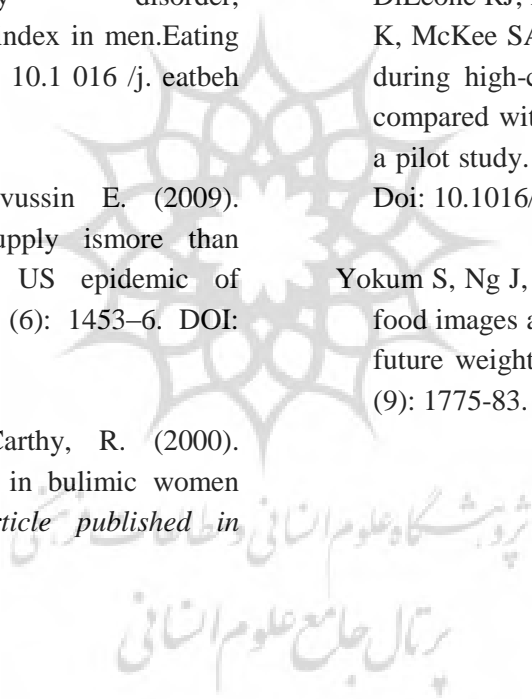 disorder,
index in men.Eating
10.1 016 /j. eatbeh
vussin E. (2009).
upply ismore than
US epidemic of
(6): 1453–6. DOI:
Carthy, R. (2000).
in bulimic women
rticle published in
DiLeone RJ,
K, McKee SA
during high-c
compared wit
a pilot study.
Doi: 10.1016/
Yokum S, Ng J,
food images a
future weight
(9): 1775-83.
پژوهشگاه علوم انسانی و مطالعات فرهنگی
پرتال جامع علوم انسانی